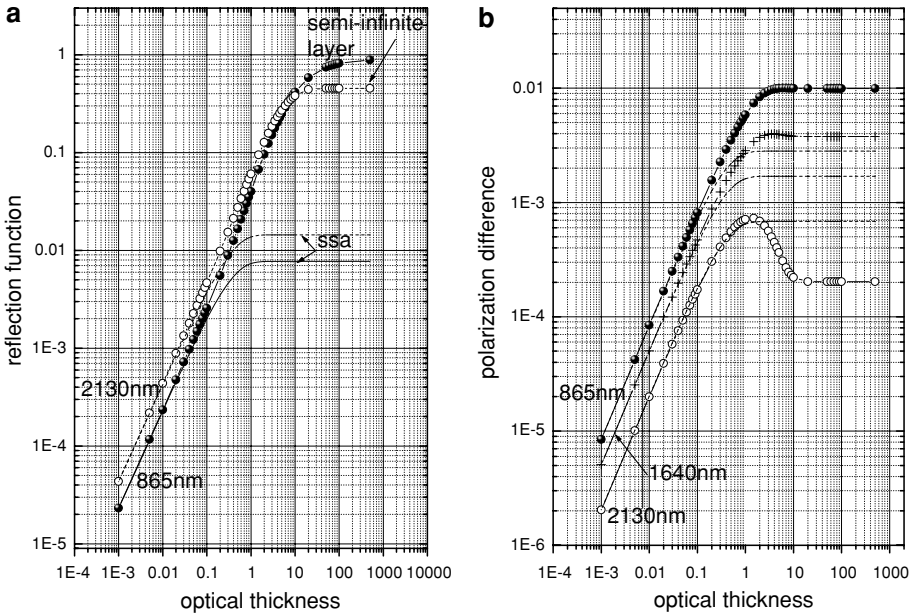 a
semi-infinite
layer
1
0.1
0.01
1E-3
1E-4
1E-5
reflection function
ssa
2130nm
865nm
1E-4 1E-3 0.01 0.1 1 10 100 1000 10000
optical thickness
b
0.01
1E-3
1E-4
1E-5
1E-6
polarization difference
865nm
1640nm
2130nm
1E-4 1E-3 0.01 0.1 1 10 100 1000
optical thickness